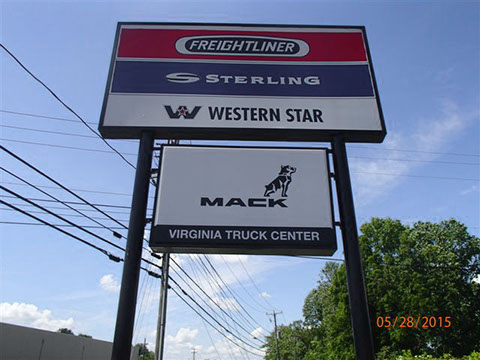 FREIGHTLINER
STERLING
WESTERN STAR
MACK
VIRGINIA TRUCK CENTER
05/28/2015